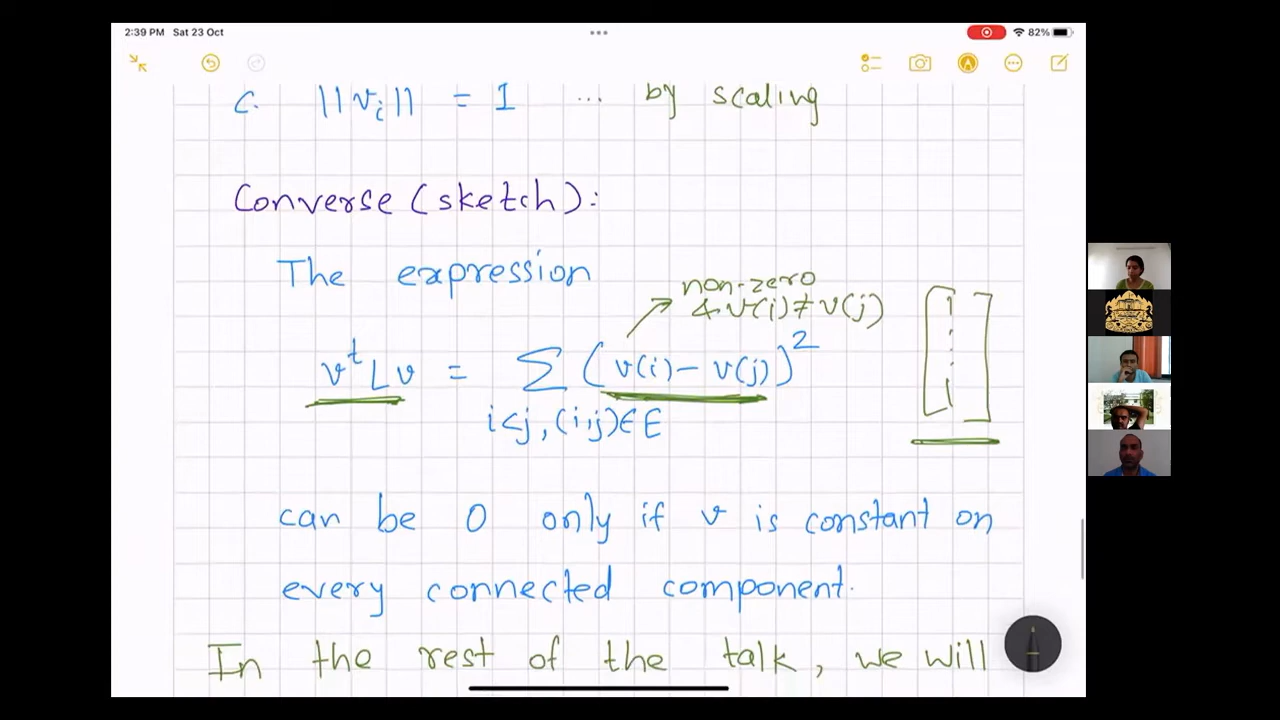 2:39 PM Sat 23 Oct
82%
c. ||vᵢ|| = 1 ... by scaling
Converse (sketch):
The expression
non-zero
& v(i) ≠ v(j)
vᵗLv = ∑ (v(i) - v(j))²
i<j, (i,j)∈E
can be 0 only if v is constant on
every connected component.
In the rest of the talk, we will